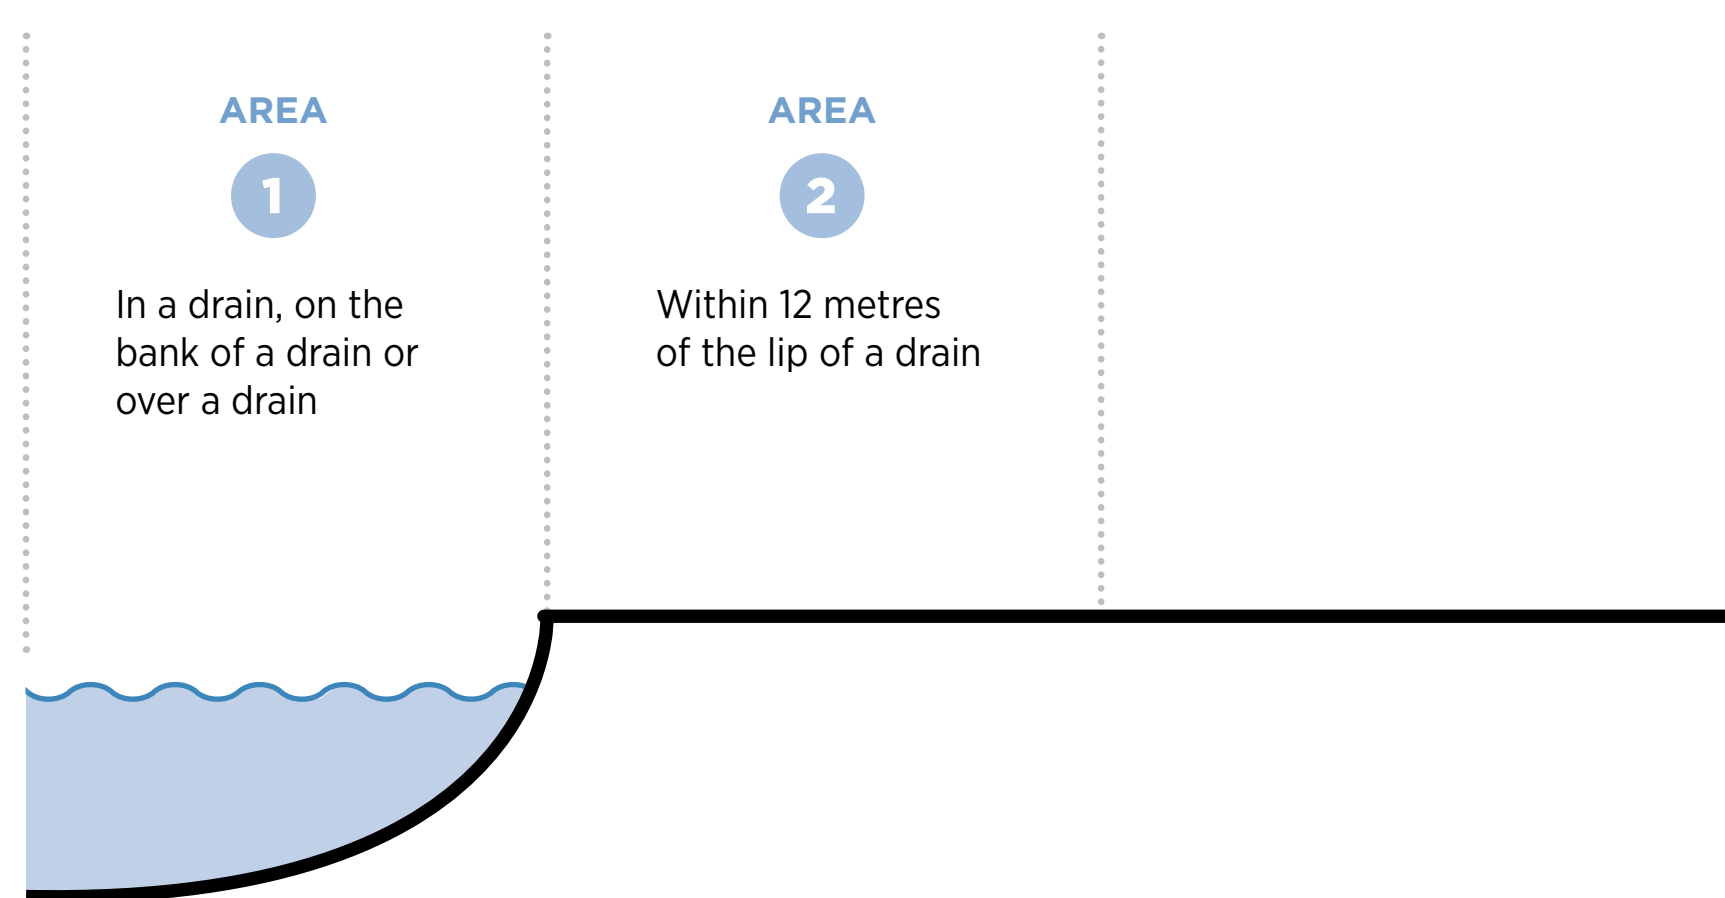 AREA
1
In a drain, on the
bank of a drain or
over a drain
AREA
2
Within 12 metres
of the lip of a drain